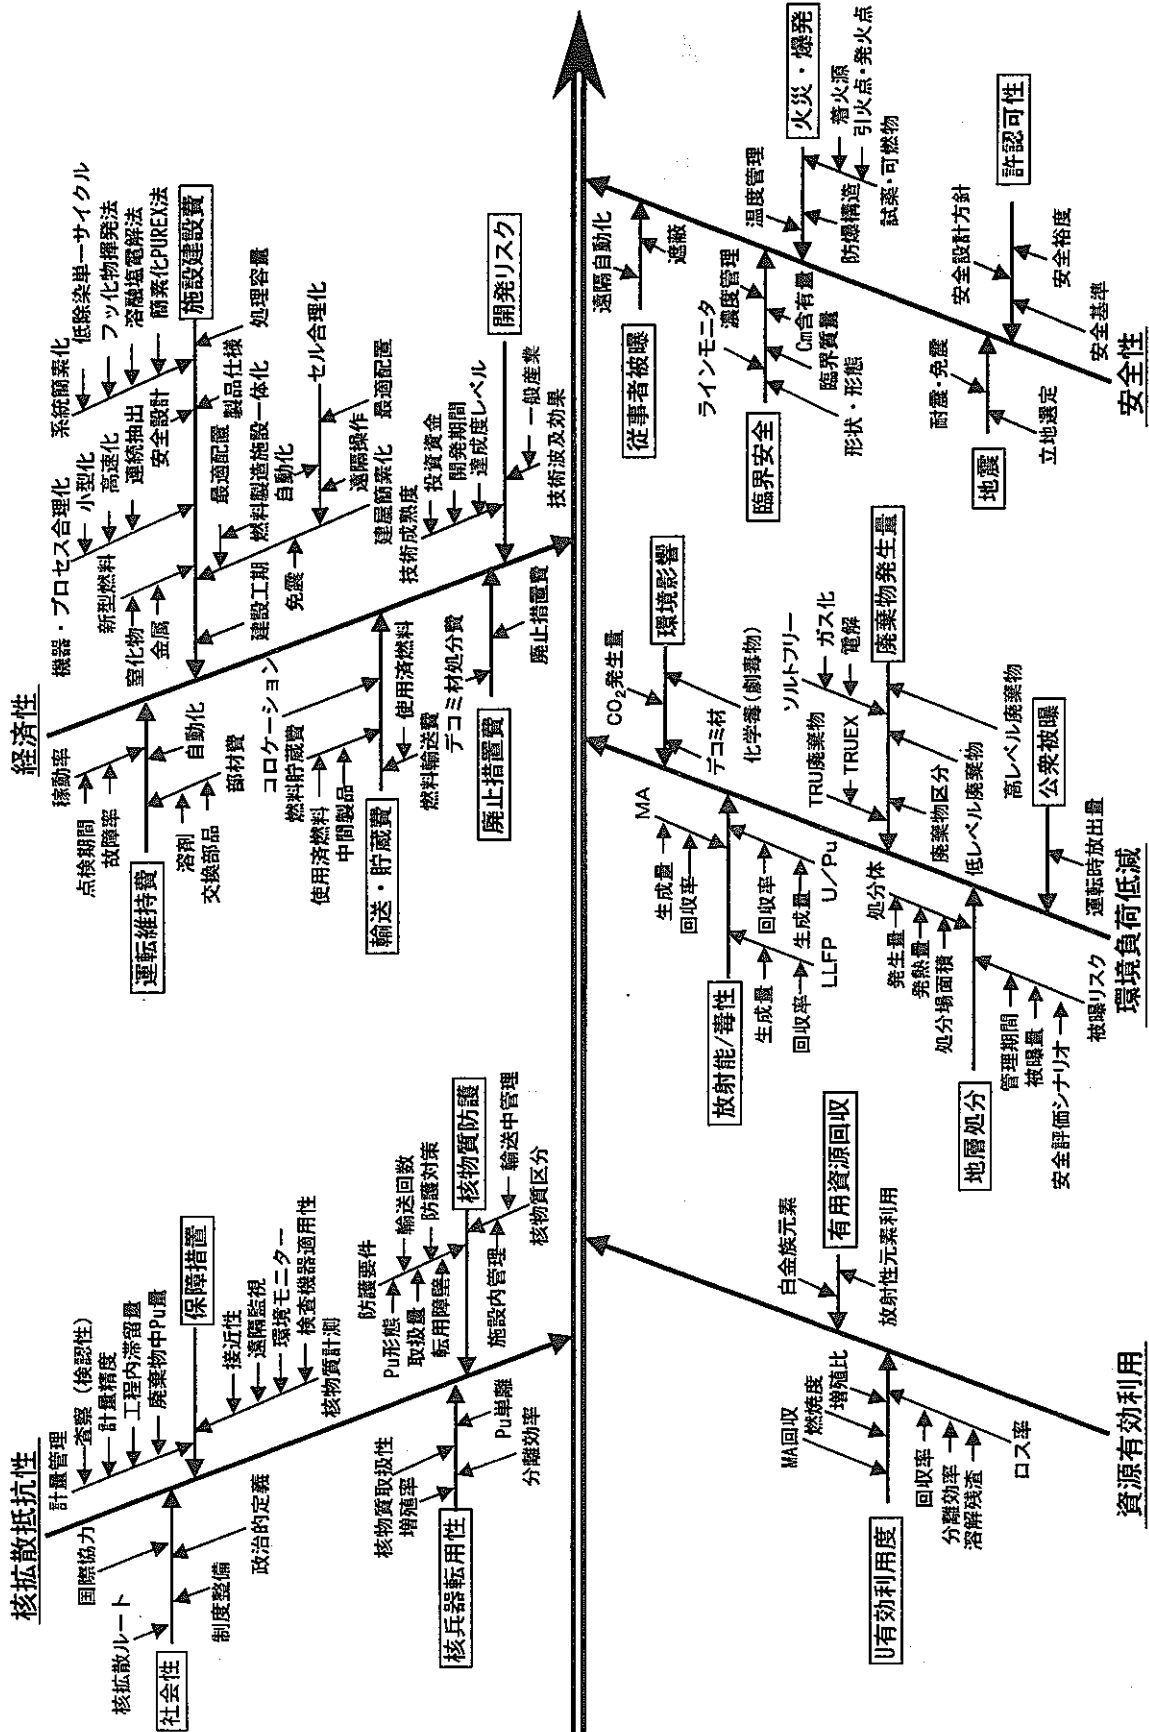 核拡散抵抗性
計量管理
査察(検認性)
計量精度
工程内滞留量
廃棄物中Pu量
保障措置
接近性
遠隔監視
環境モニター
検査機器適用性
核物質計測
国際協力
核拡散ルート
社会性
制度整備
政治的定義
防護要件
Pu形態
輸送回数
取扱量
防護対策
転用障壁
核物質防護
施設内管理
輸送中管理
核物質区分
核物質取扱性
増殖率
核兵器転用性
Pu単離
分離効率
経済性
稼動率
点検期間
故障率
運転維持費
自動化
溶剤
交換部品
部材費
機器・プロセス合理化
小型化
高速化
連続抽出
新型燃料
窒化物
金属
系統簡素化
低除染単一サイクル
フッ化物揮発法
溶融塩電解法
簡素化PUREX法
安全設計
施設建設費
処理容量
製品仕様
最適配置
燃料製造施設一体化
建設工期
免震
自動化
セル合理化
遠隔操作
最適配置
建屋簡素化
コロケーション
燃料貯蔵費
使用済燃料
中間製品
輸送・貯蔵費
使用済燃料
燃料輸送費
技術成熟度
投資資金
開発期間
達成度レベル
開発リスク
一般産業
技術波及効果
デコミ材処分費
廃止措置費
廃止措置費
資源有効利用
白金族元素
有用資源回収
放射性元素利用
MA回収
燃焼度
増殖比
U有効利用度
回収率
分離効率
溶解残渣
ロス率
環境負荷低減
CO₂発生量
環境影響
デコミ材
化学毒(劇毒物)
MA
生成量
回収率
放射能/毒性
回収率
生成量
U/Pu
生成量
回収率
LLFP
ソルトフリー
ガス化
電解
TRU廃棄物
TRUEX
廃棄物発生量
廃棄物区分
低レベル廃棄物
高レベル廃棄物
処分体
発生量
発熱量
処分場面積
地層処分
管理期間
被曝量
安全評価シナリオ
被曝リスク
公衆被曝
運転時放出量
安全性
遠隔自動化
従事者被曝
遮蔽
温度管理
火災・爆発
防爆構造
着火源
引火点・発火点
試薬・可燃物
ラインモニタ
濃度管理
臨界安全
Cm含有量
臨界質量
形状・形態
安全設計方針
許認可性
安全裕度
安全基準
耐震・免震
地震
立地選定